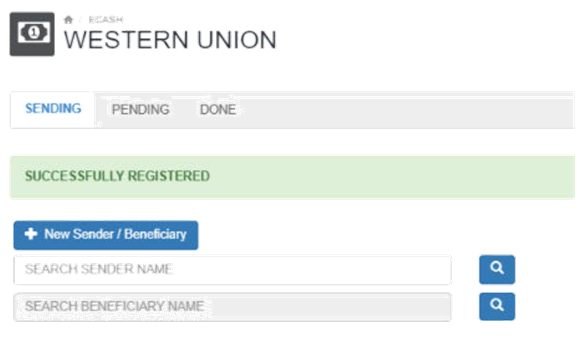 / ECASH
WESTERN UNION
SENDING PENDING DONE
SUCCESSFULLY REGISTERED
+ New Sender / Beneficiary
SEARCH SENDER NAME
SEARCH BENEFICIARY NAME